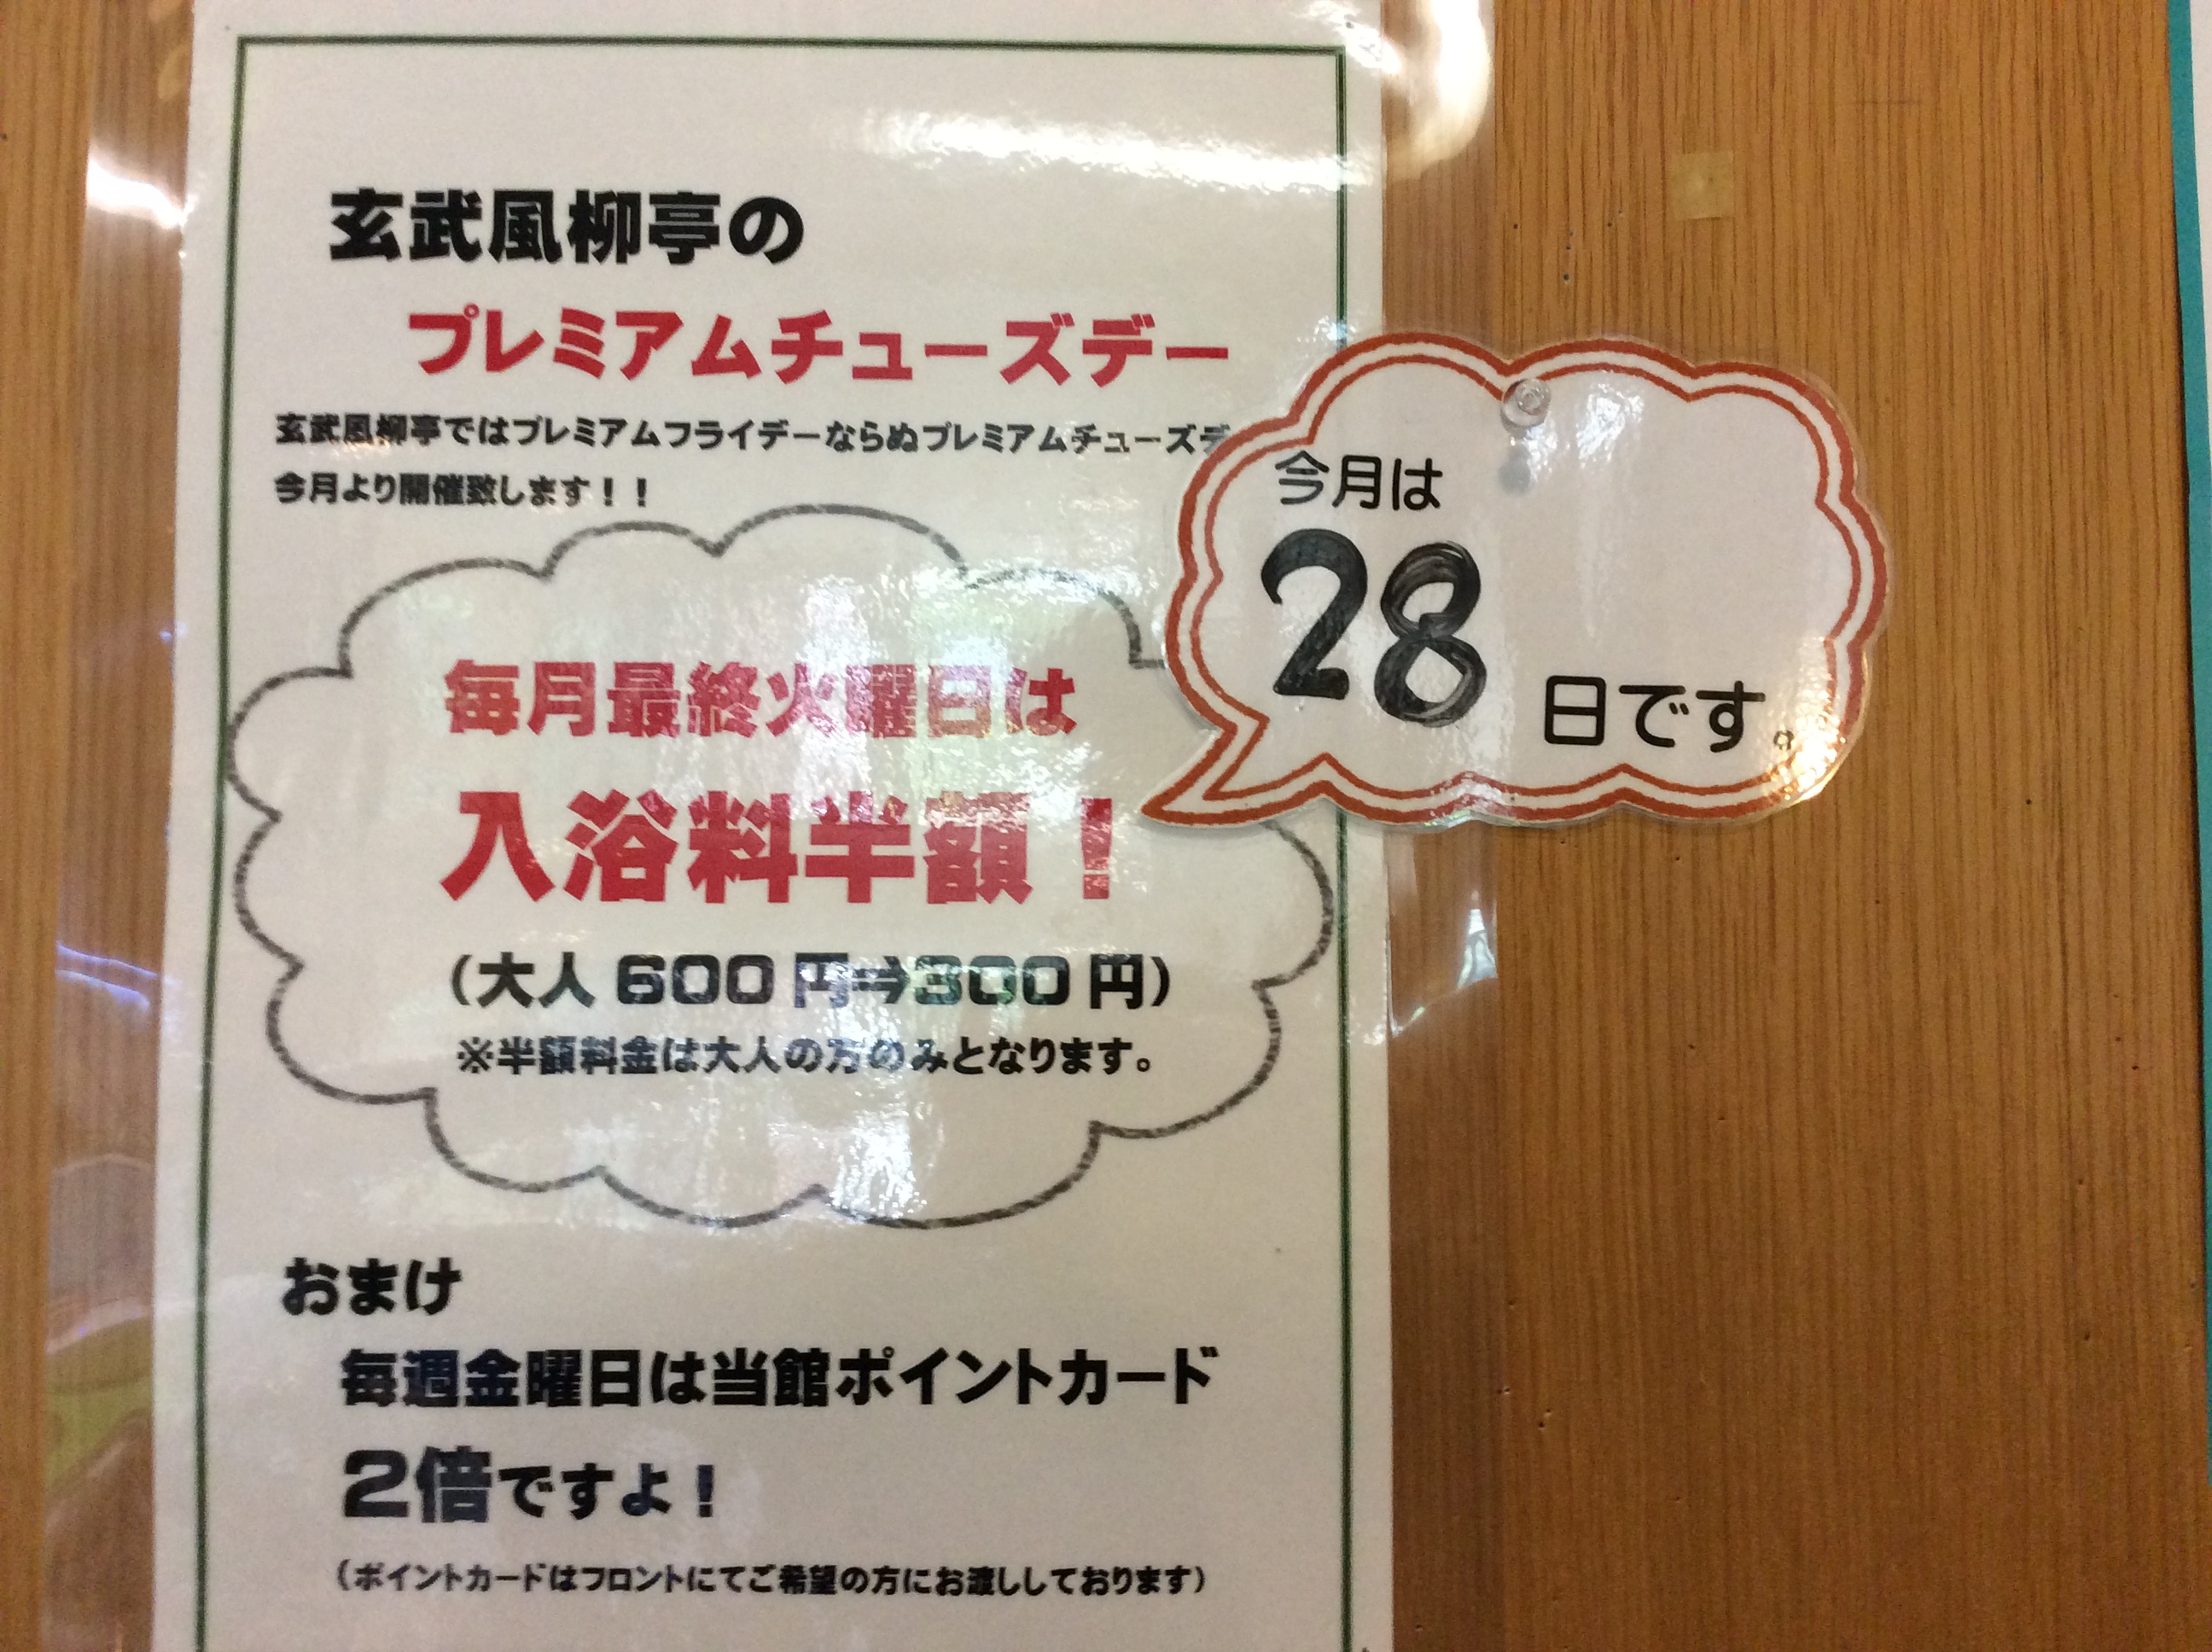 玄武風柳亭の
プレミアムチューズデー
玄武風柳亭ではプレミアムフライデーならぬプレミアムチューズデ
今月より開催致します！！
今月は
28
日です。
毎月最終火曜日は
入浴料半額！
（大人600円⇒300円）
※半額料金は大人の方のみとなります。
おまけ
毎週金曜日は当館ポイントカード
2倍ですよ！
（ポイントカードはフロントにてご希望の方にお渡ししております）